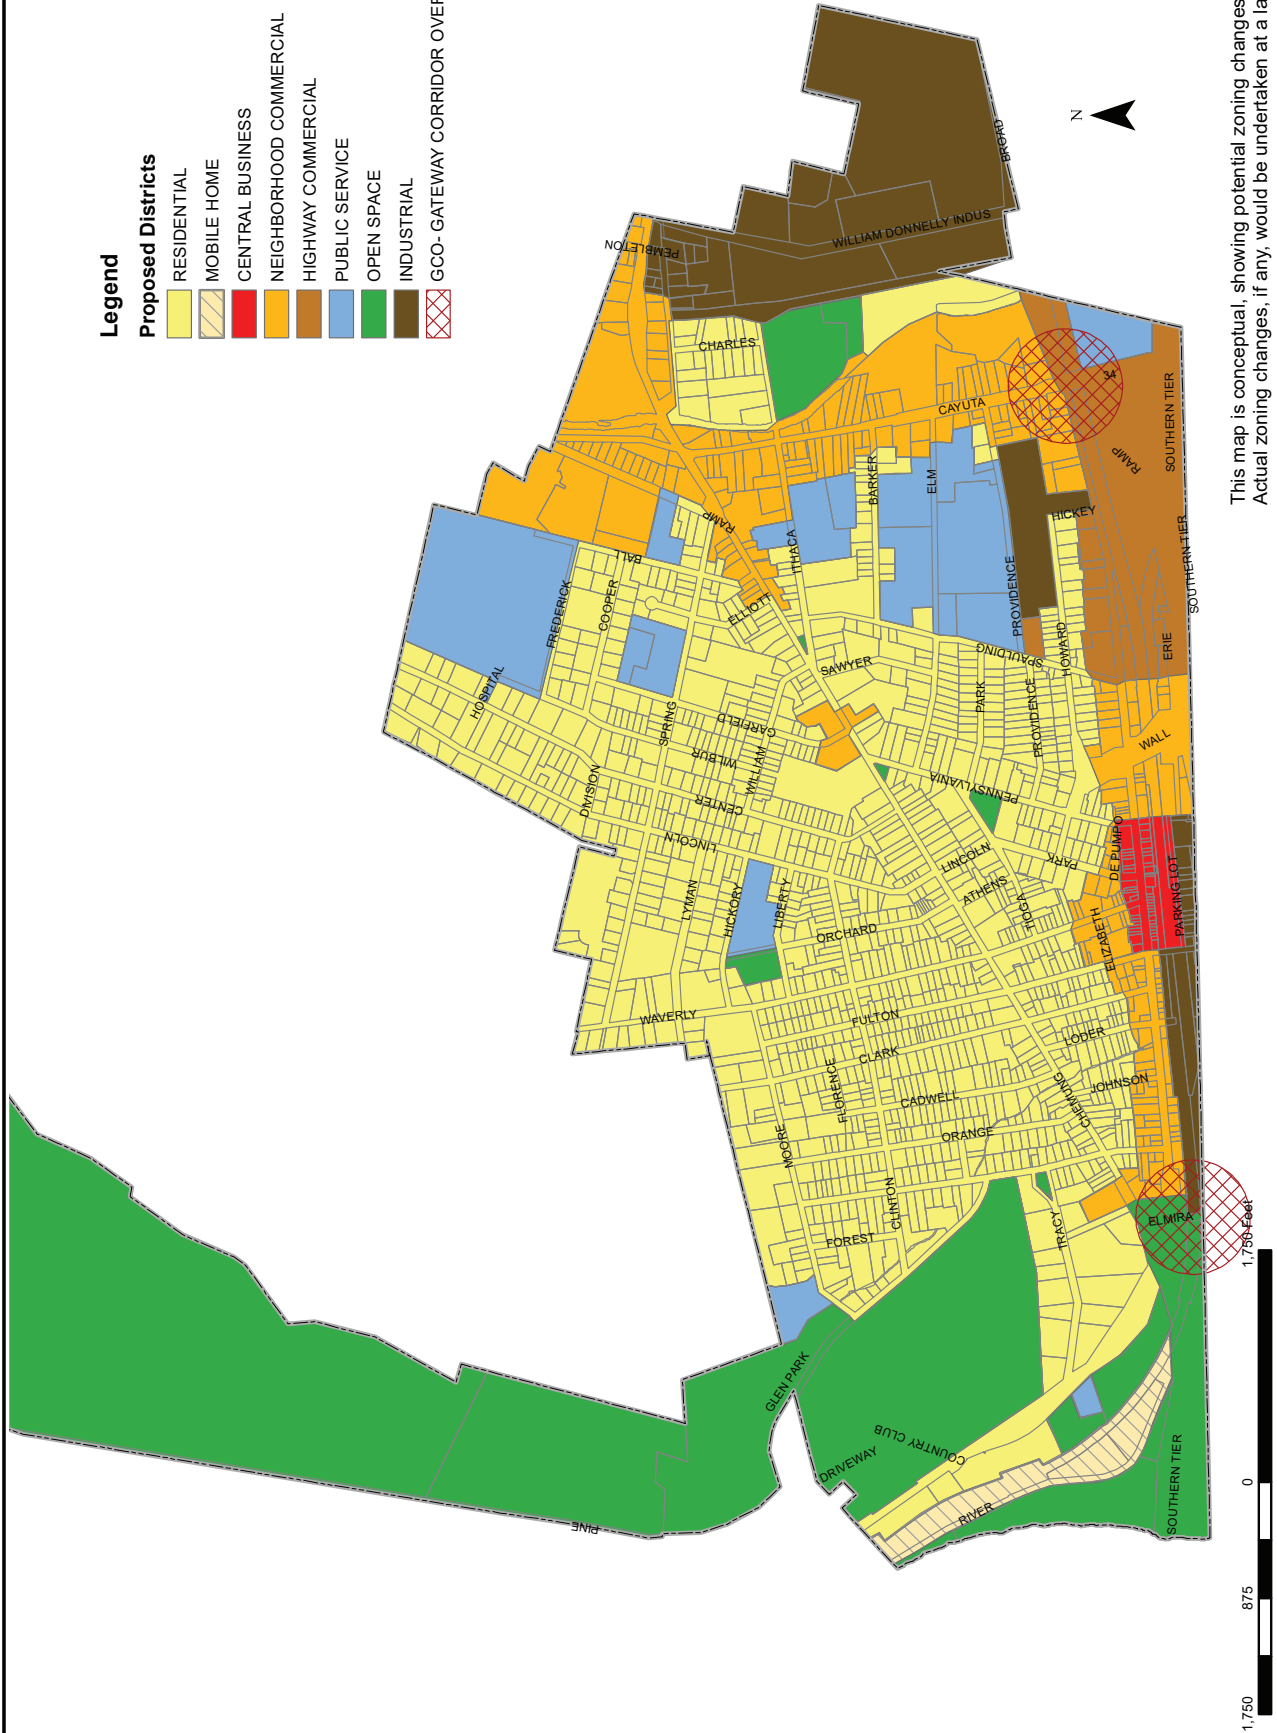 Legend
Proposed Districts
RESIDENTIAL
MOBILE HOME
CENTRAL BUSINESS
NEIGHBORHOOD COMMERCIAL
HIGHWAY COMMERCIAL
PUBLIC SERVICE
OPEN SPACE
INDUSTRIAL
GCO- GATEWAY CORRIDOR OVER
N
PEMBLETON
PEMBLETON
BROAD
WILLIAM DONNELLY INDUS
CHARLES
CAYUTA
34
SOUTHERN TIER
RAMP
BARKER
ELM
HICKEY
RAMP
BALL
ITHACA
SOUTHERN TIER
FREDERICK
COOPER
ELLIOTT
PROVIDENCE
SPAULDING
HOWARD
ERIE
HOSPITAL
SAWYER
PARK
PROVIDENCE
SPRING
GARFIELD
WILBUR
WILLIAM
WALL
DIVISION
CENTER
PENNSYLVANIA
LINCOLN
LINCOLN
PARK
DE PUMPO
LYMAN
HICKORY
LIBERTY
ATHENS
TIOGA
PARKING LOT
ORCHARD
ELIZABETH
WAVERLY
FULTON
CLARK
LODER
FLORENCE
CADWELL
CHEMUNG
JOHNSON
MOORE
ORANGE
CLINTON
FOREST
TRACY
ELMIRA
GLEN PARK
COUNTRY CLUB
DRIVEWAY
RIVER
SOUTHERN TIER
PINE
1,750
875
0
1,750 Feet
This map is conceptual, showing potential zoning changes
Actual zoning changes, if any, would be undertaken at a la